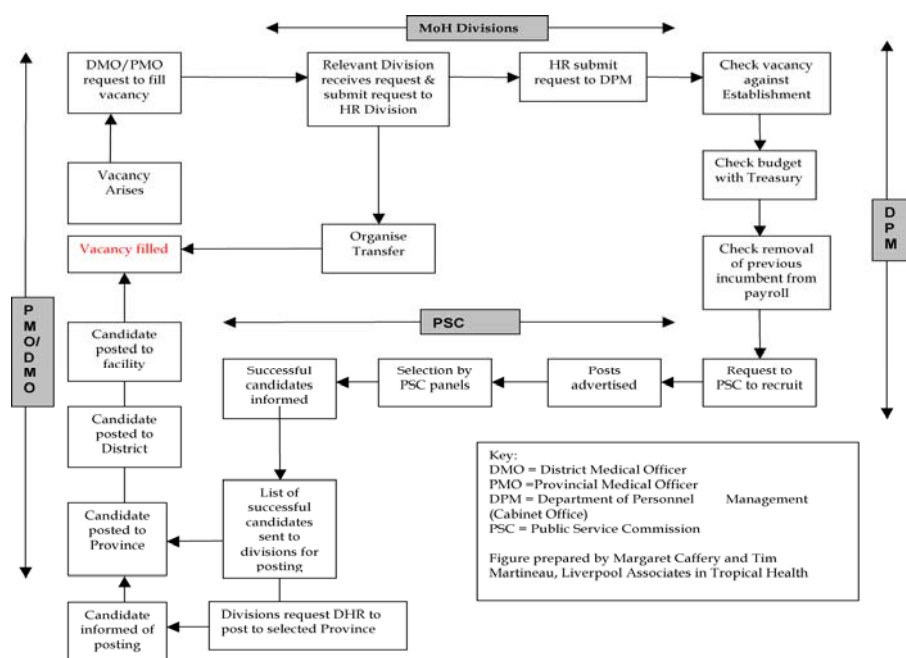 MoH Divisions
DMO/PMO
request to fill
vacancy
Relevant Division
receives request &
submit request to
HR Division
HR submit
request to DPM
Check vacancy
against
Establishment
Vacancy
Arises
Check budget
with Treasury
Vacancy filled
Organise
Transfer
Check removal
of previous
incumbent from
payroll
D
P
M
P
M
O/
D
M
O
PSC
Candidate
posted to
facility
Successful
candidates
informed
Selection by
PSC panels
Posts
advertised
Request to
PSC to recruit
Candidate
posted to
District
List of
successful
candidates
sent to
divisions for
posting
Candidate
posted to
Province
Candidate
informed of
posting
Divisions request DHR to
post to selected Province
Key:
DMO = District Medical Officer
PMO =Provincial Medical Officer
DPM = Department of Personnel Management
(Cabinet Office)
PSC = Public Service Commission
Figure prepared by Margaret Caffery and Tim
Martineau, Liverpool Associates in Tropical Health